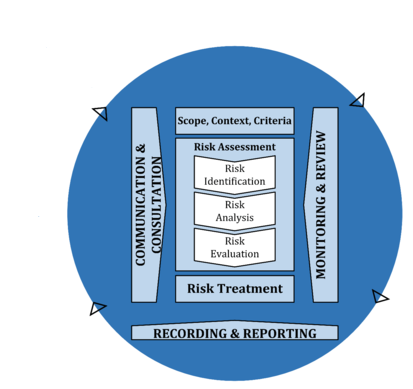 Scope, Context, Criteria
COMMUNICATION &
CONSULTATION
Risk Assessment
Risk
Identification
Risk
Analysis
Risk
Evaluation
MONITORING & REVIEW
Risk Treatment
RECORDING & REPORTING